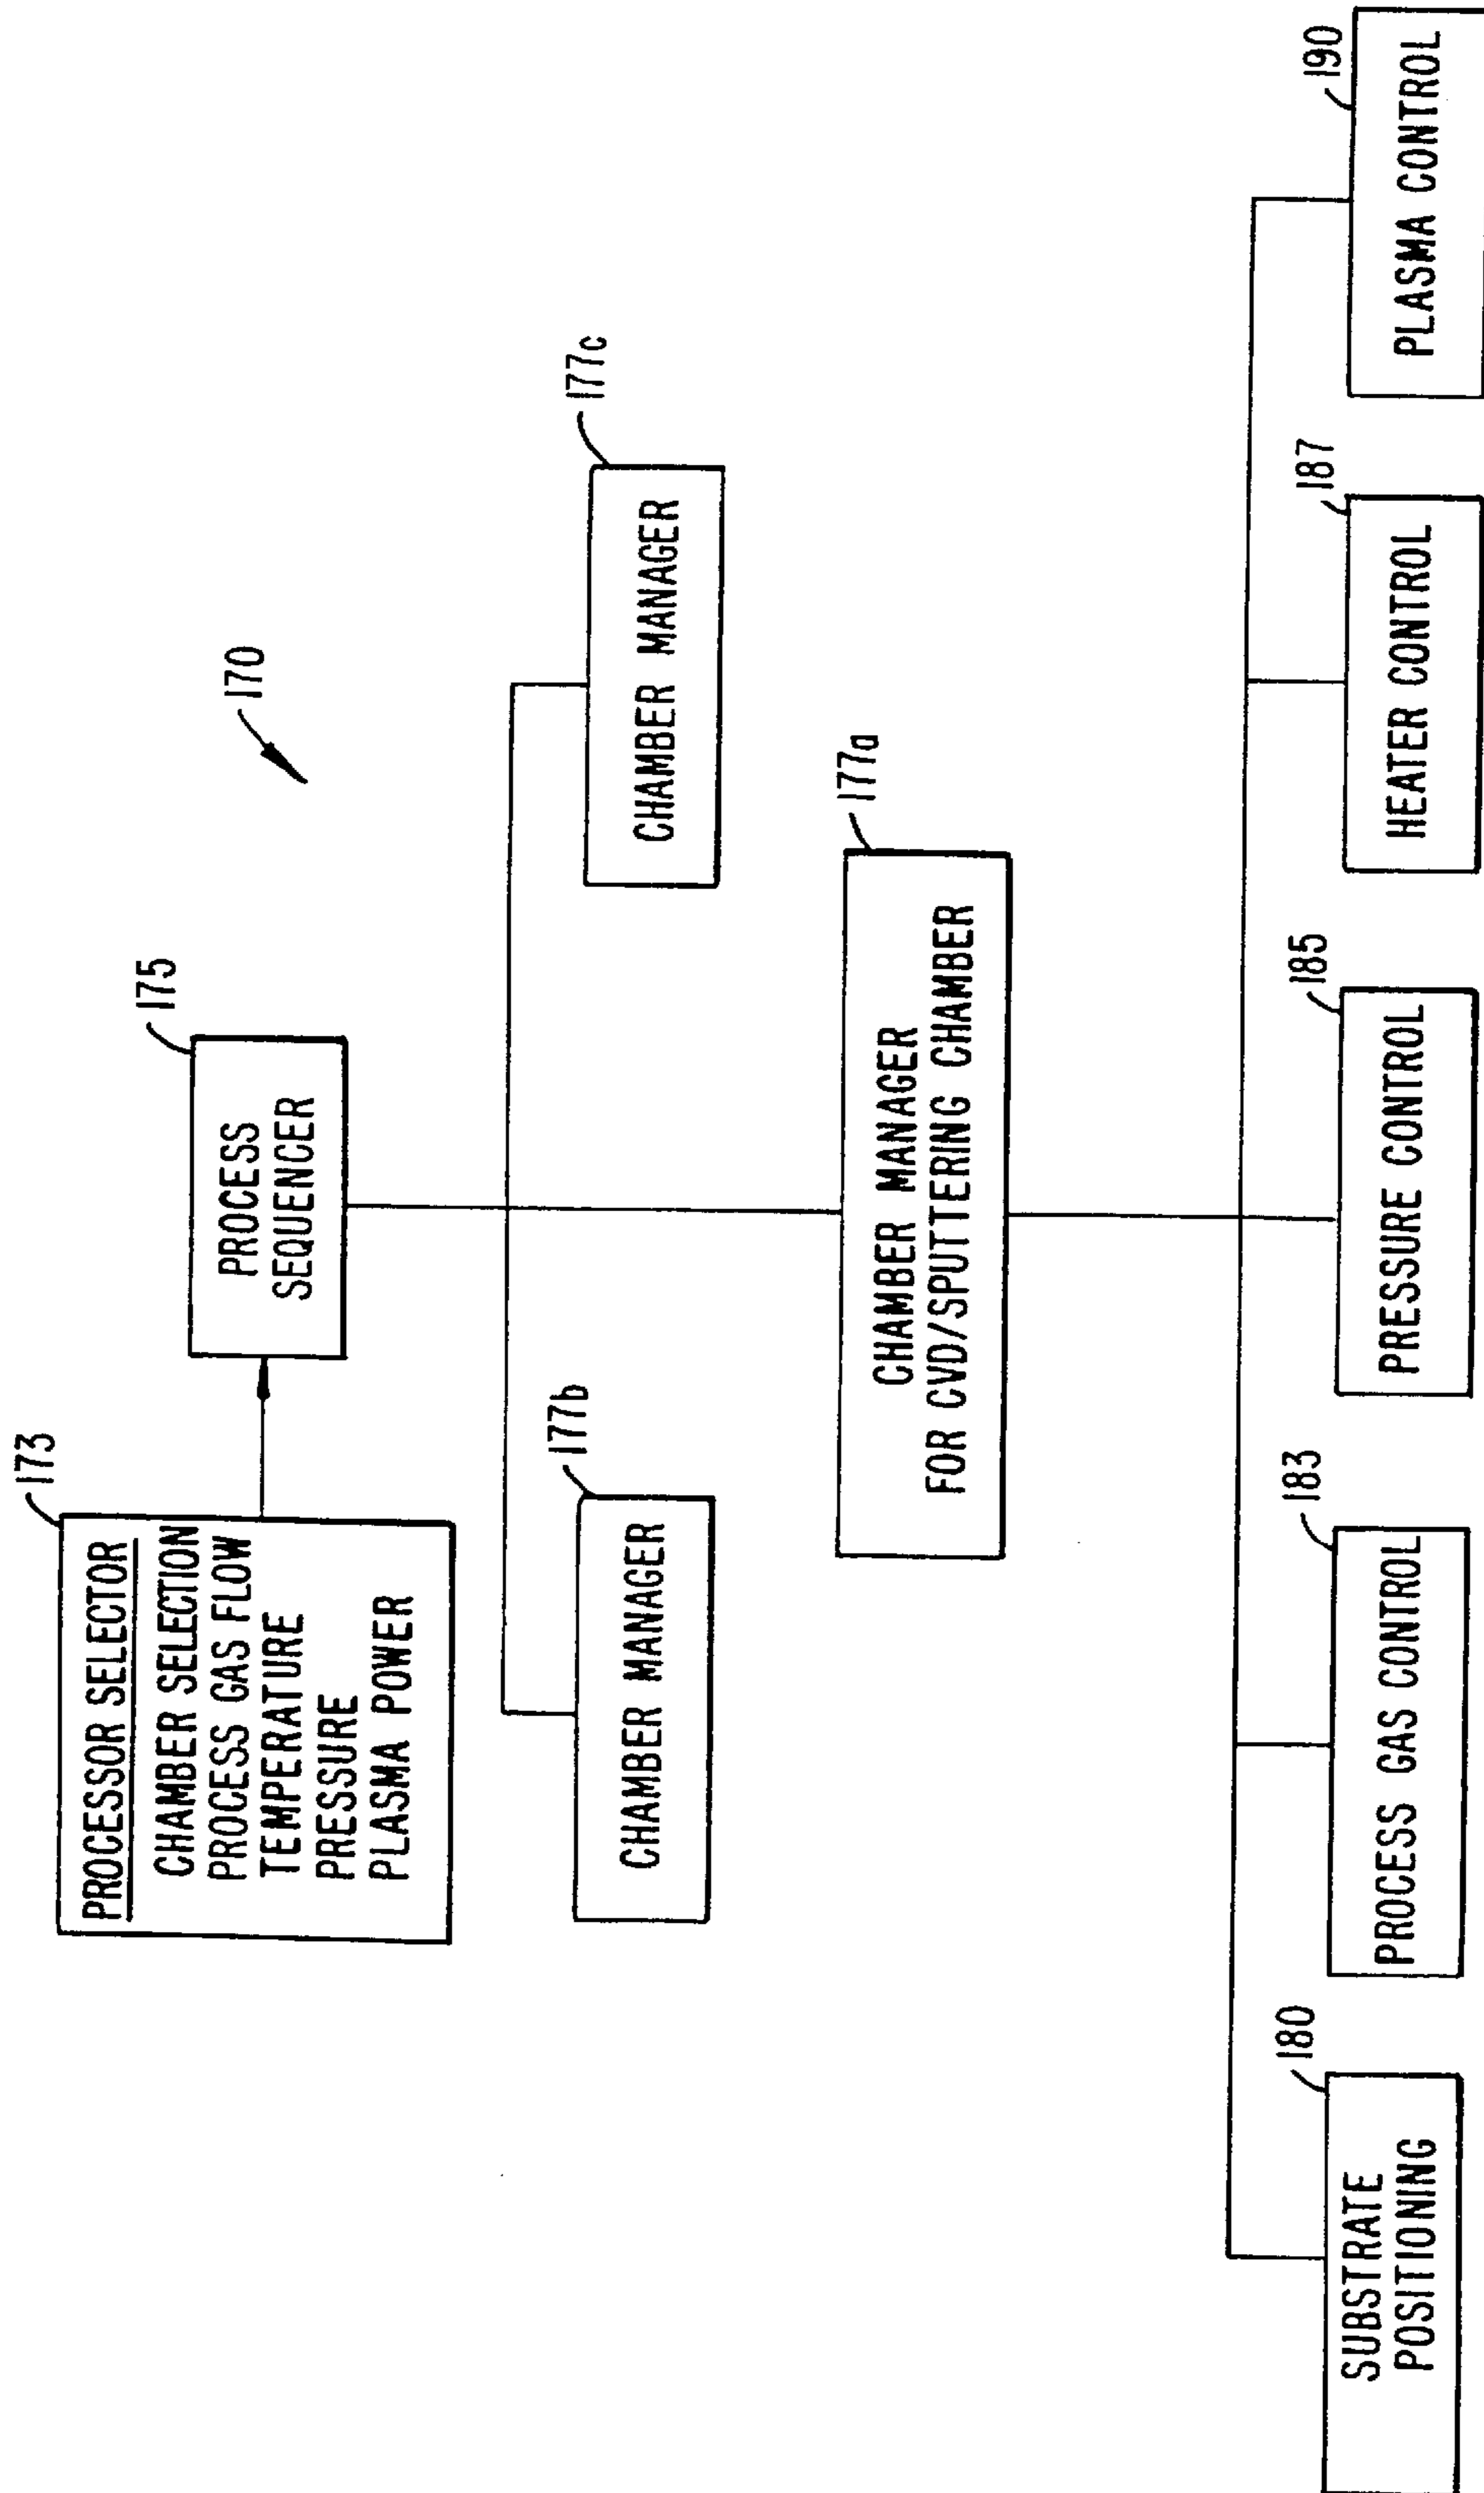 170
173
PROCESSOR SELECTOR
CHAMBER SELECTION
PROCESS GAS FLOW
TEMPERATURE
PRESSURE
PLASMA POWER
175
PROCESS
SEQUENCER
177b
CHAMBER MANAGER
177c
CHAMBER MANAGER
177a
CHAMBER MANAGER
FOR CVD/SPUTTERING CHAMBER
180
SUBSTRATE
POSITIONING
183
PROCESS GAS CONTROL
185
PRESSURE CONTROL
187
HEATER CONTROL
190
PLASMA CONTROL